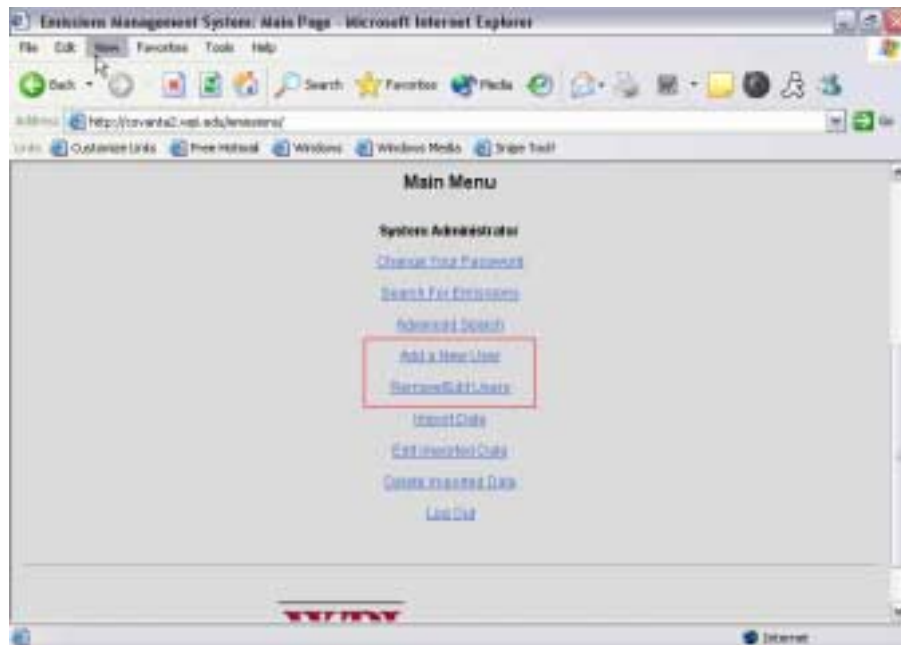 Emissions Management System: Main Page - Microsoft Internet Explorer
File Edit View Favorites Tools Help
Back Search Favorites Media
Address http://covanta2.wpi.edu/emissions/ Go
Links Customize Links Free Hotmail Windows Windows Media
Main Menu
System Administrator
Change Your Password
Search For Emissions
Advanced Search
Add a New User
Remove/Edit Users
Import Data
Edit Imported Data
Delete Imported Data
Log Out
WPI
Internet